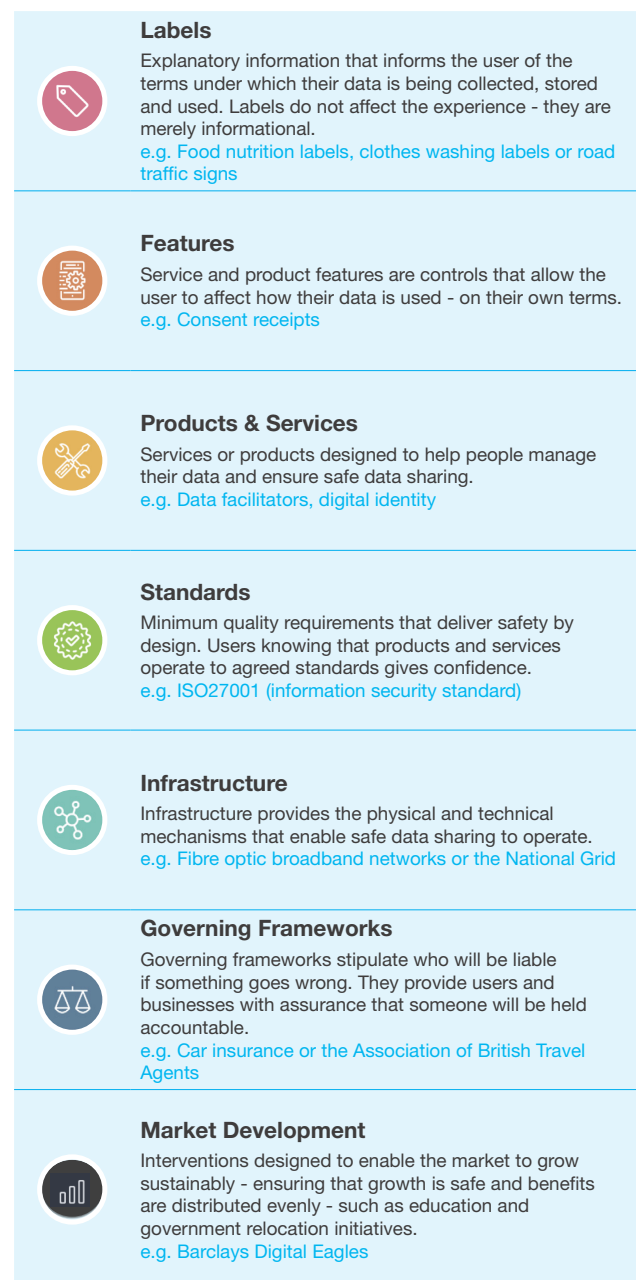 Labels
Explanatory information that informs the user of the
terms under which their data is being collected, stored
and used. Labels do not affect the experience - they are
merely informational.
e.g. Food nutrition labels, clothes washing labels or road
traffic signs
Features
Service and product features are controls that allow the
user to affect how their data is used - on their own terms.
e.g. Consent receipts
Products & Services
Services or products designed to help people manage
their data and ensure safe data sharing.
e.g. Data facilitators, digital identity
Standards
Minimum quality requirements that deliver safety by
design. Users knowing that products and services
operate to agreed standards gives confidence.
e.g. ISO27001 (information security standard)
Infrastructure
Infrastructure provides the physical and technical
mechanisms that enable safe data sharing to operate.
e.g. Fibre optic broadband networks or the National Grid
Governing Frameworks
Governing frameworks stipulate who will be liable
if something goes wrong. They provide users and
businesses with assurance that someone will be held
accountable.
e.g. Car insurance or the Association of British Travel
Agents
Market Development
Interventions designed to enable the market to grow
sustainably - ensuring that growth is safe and benefits
are distributed evenly - such as education and
government relocation initiatives.
e.g. Barclays Digital Eagles